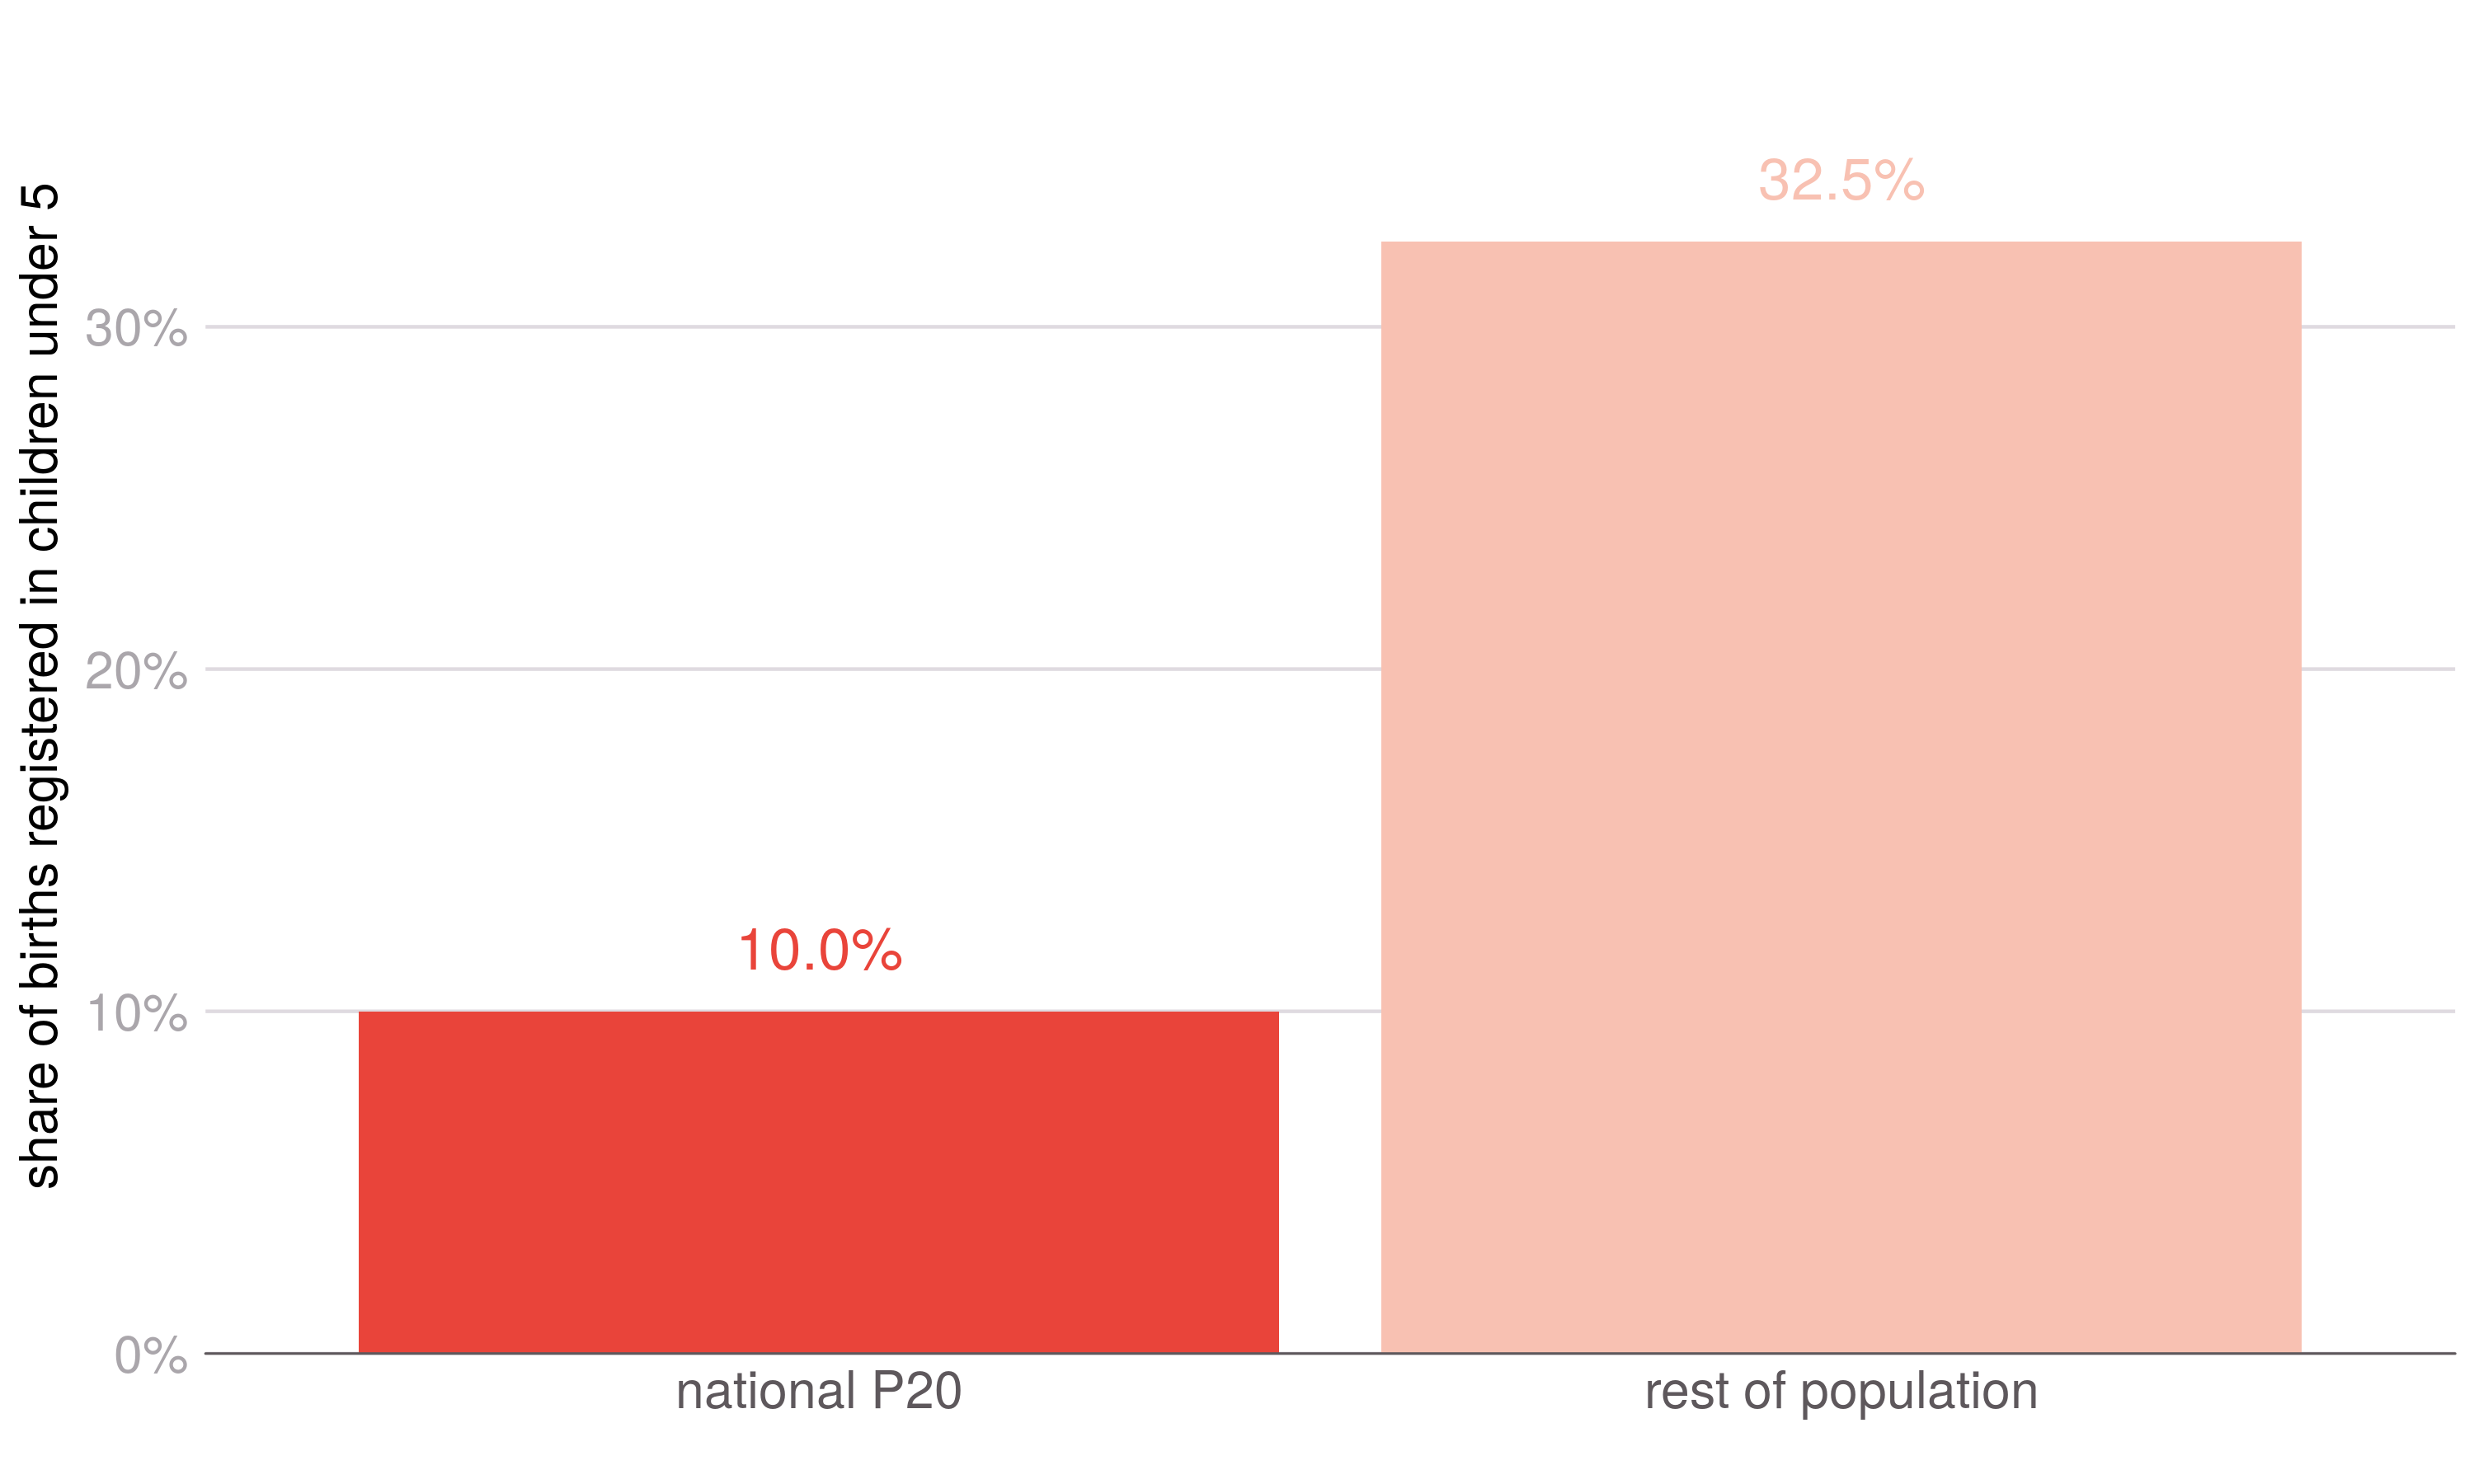 share of births registered in children under 5
30%
20%
10%
0%
10.0%
32.5%
national P20
rest of population